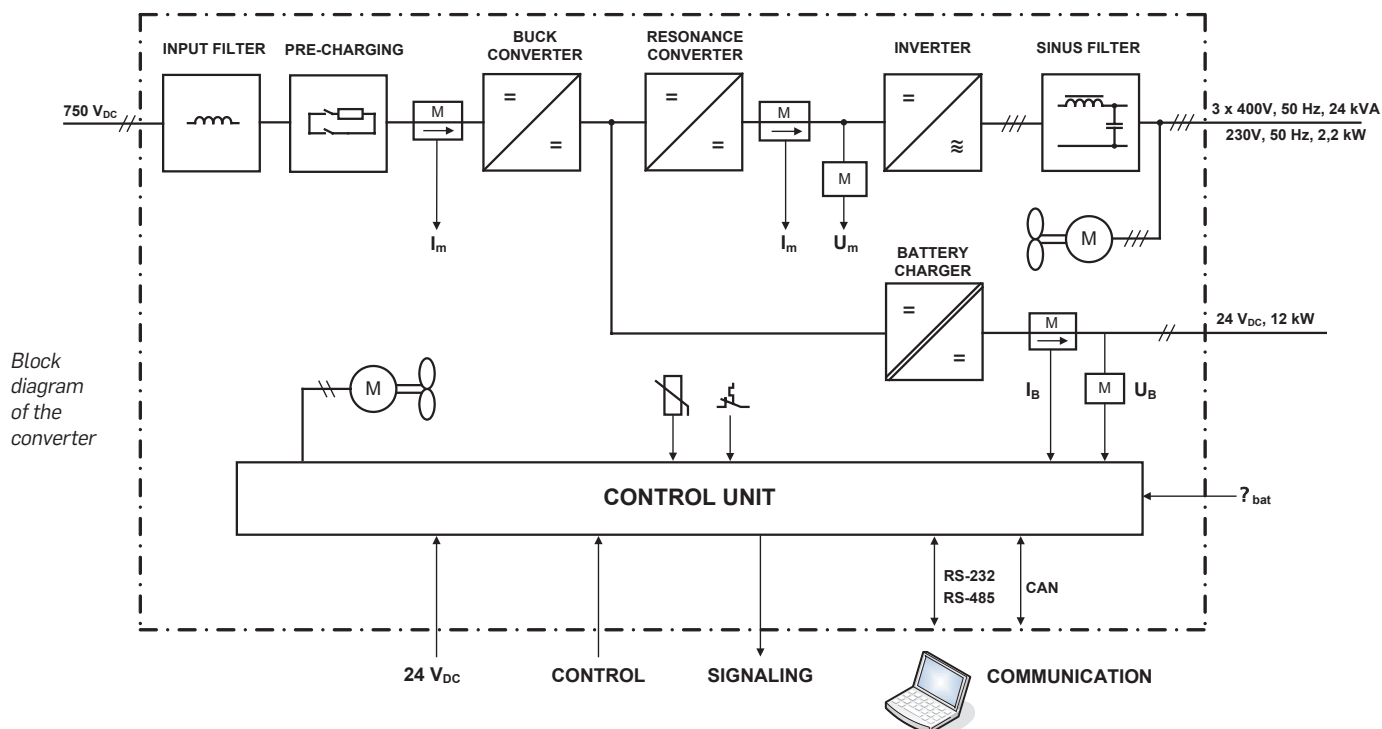 INPUT FILTER
PRE-CHARGING
BUCK
CONVERTER
RESONANCE
CONVERTER
INVERTER
SINUS FILTER
750 VDC
M
=
=
=
=
M
=
≋
3 x 400V, 50 Hz, 24 kVA
230V, 50 Hz, 2,2 kW
M
Im
Im
Um
M
BATTERY
CHARGER
=
=
M
24 VDC, 12 kW
Block
diagram
of the
converter
M
IB
M
UB
CONTROL UNIT
?bat
RS-232
RS-485
CAN
24 VDC
CONTROL
SIGNALING
COMMUNICATION